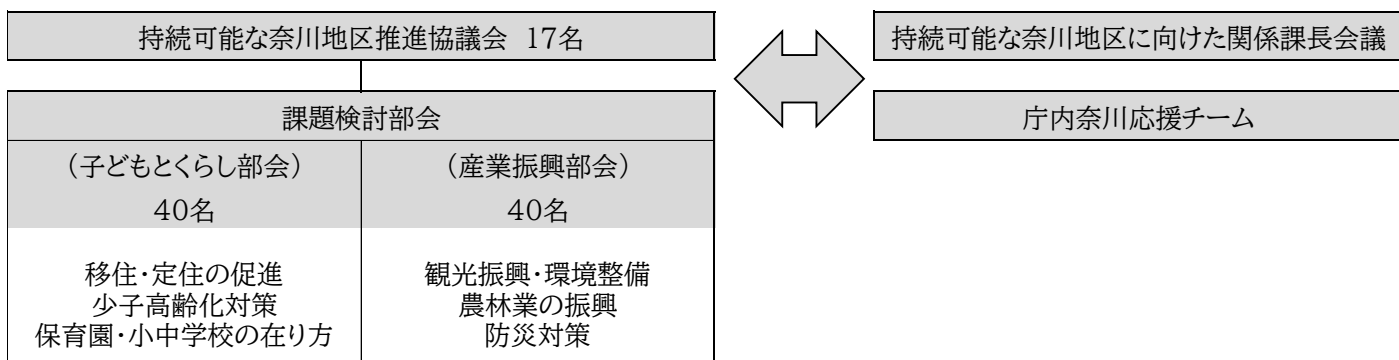 持続可能な奈川地区推進協議会 17名
持続可能な奈川地区に向けた関係課長会議
課題検討部会
庁内奈川応援チーム
（子どもとくらし部会）
40名
（産業振興部会）
40名
移住・定住の促進
少子高齢化対策
保育園・小中学校の在り方
観光振興・環境整備
農林業の振興
防災対策